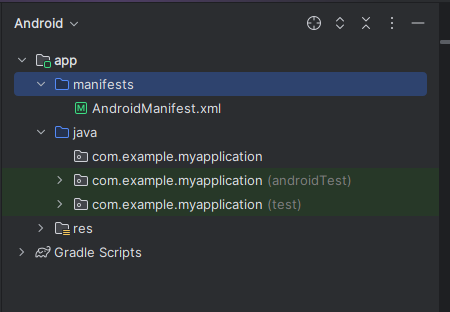 Android
app
manifests
AndroidManifest.xml
java
com.example.myapplication
com.example.myapplication (androidTest)
com.example.myapplication (test)
res
Gradle Scripts